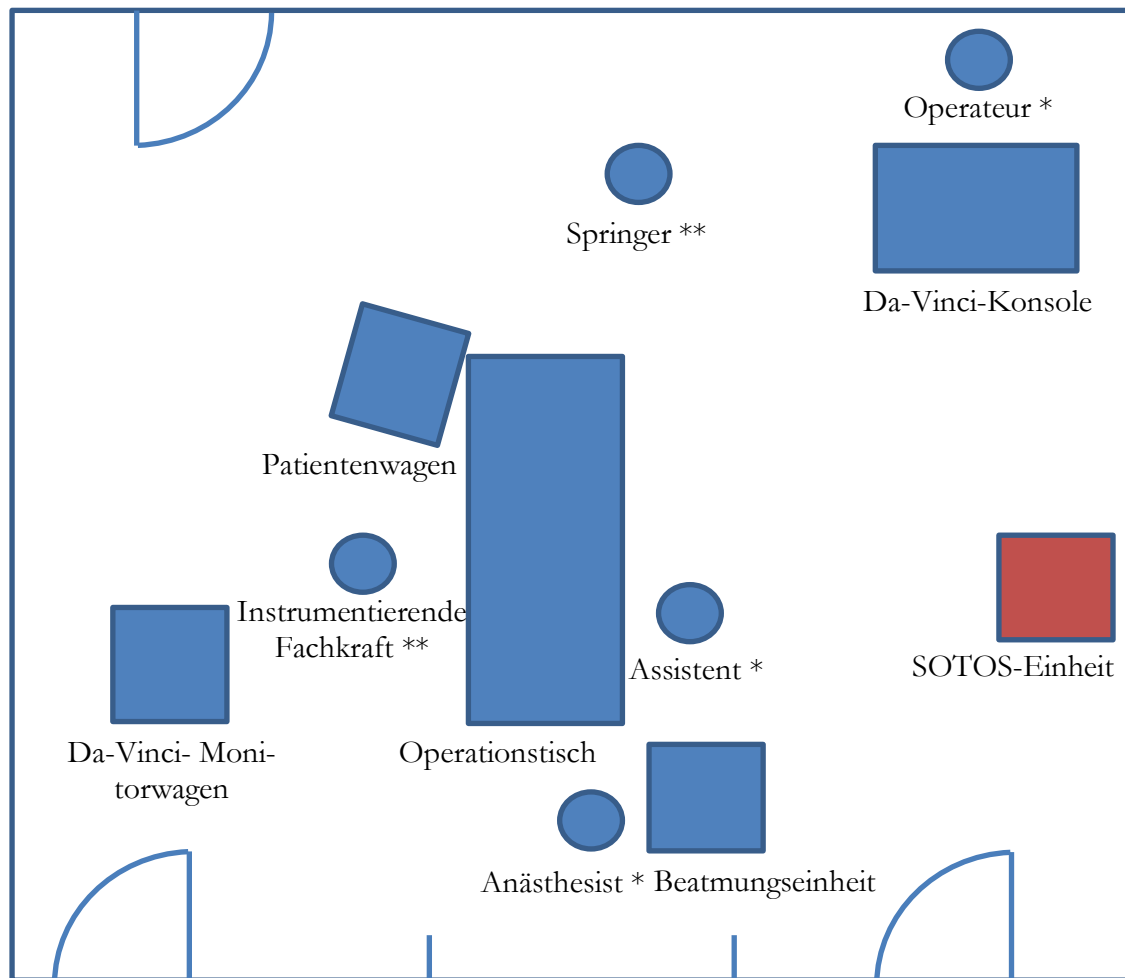 Operateur *
Springer **
Da-Vinci-Konsole
Patientenwagen
Instrumentierende
Fachkraft **
Assistent *
SOTOS-Einheit
Da-Vinci- Moni-
torwagen
Operationstisch
Anästhesist * Beatmungseinheit